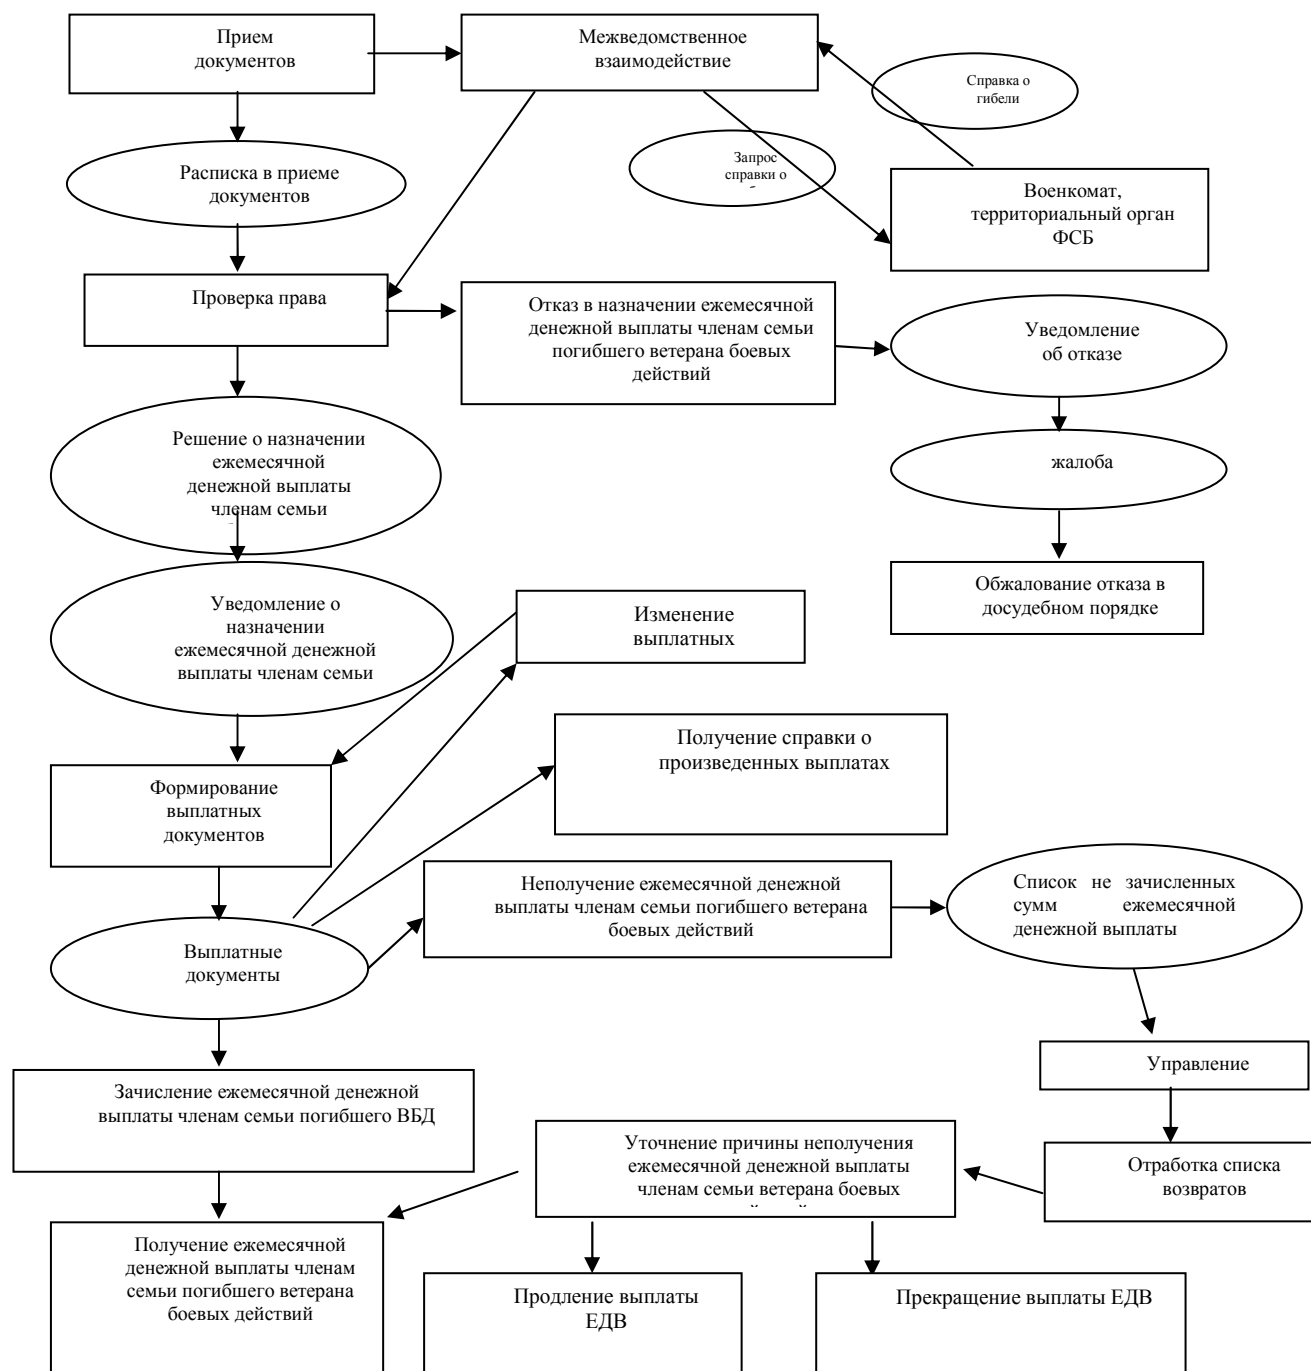 Прием
документов
Межведомственное
взаимодействие
Справка о
гибели
Запрос
справки о
Расписка в приеме
документов
Военкомат,
территориальный орган
ФСБ
Проверка права
Отказ в назначении ежемесячной
денежной выплаты членам семьи
погибшего ветерана боевых
действий
Уведомление
об отказе
Решение о назначении
ежемесячной
денежной выплаты
членам семьи
жалоба
Обжалование отказа в
досудебном порядке
Уведомление о
назначении
ежемесячной денежной
выплаты членам семьи
Изменение
выплатных
Получение справки о
произведенных выплатах
Формирование
выплатных
документов
Неполучение ежемесячной денежной
выплаты членам семьи погибшего ветерана
боевых действий
Список не зачисленных
сумм ежемесячной
денежной выплаты
Выплатные
документы
Управление
Зачисление ежемесячной денежной
выплаты членам семьи погибшего ВБД
Уточнение причины неполучения
ежемесячной денежной выплаты
членам семьи ветерана боевых
Отработка списка
возвратов
Получение ежемесячной
денежной выплаты членам
семьи погибшего ветерана
боевых действий
Продление выплаты
ЕДВ
Прекращение выплаты ЕДВ